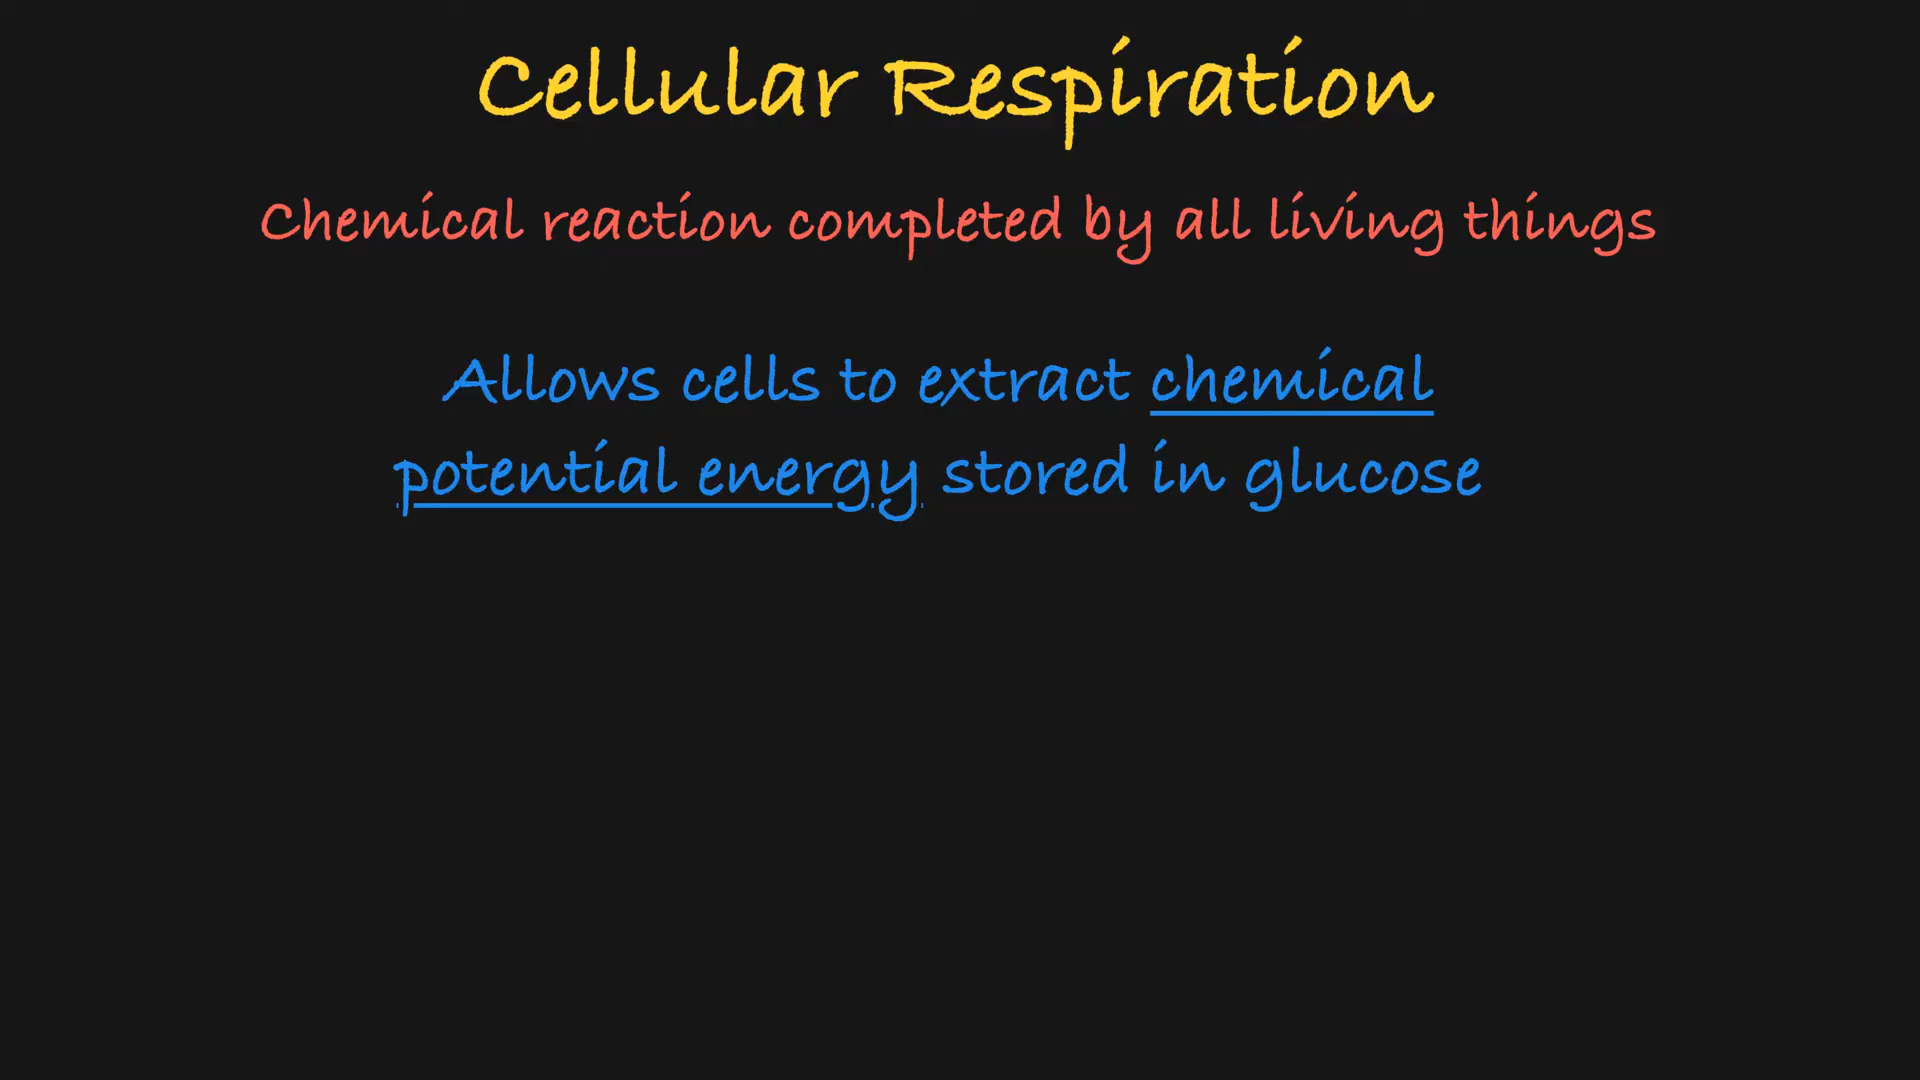 Cellular Respiration
Chemical reaction completed by all living things
Allows cells to extract chemical
potential energy stored in glucose